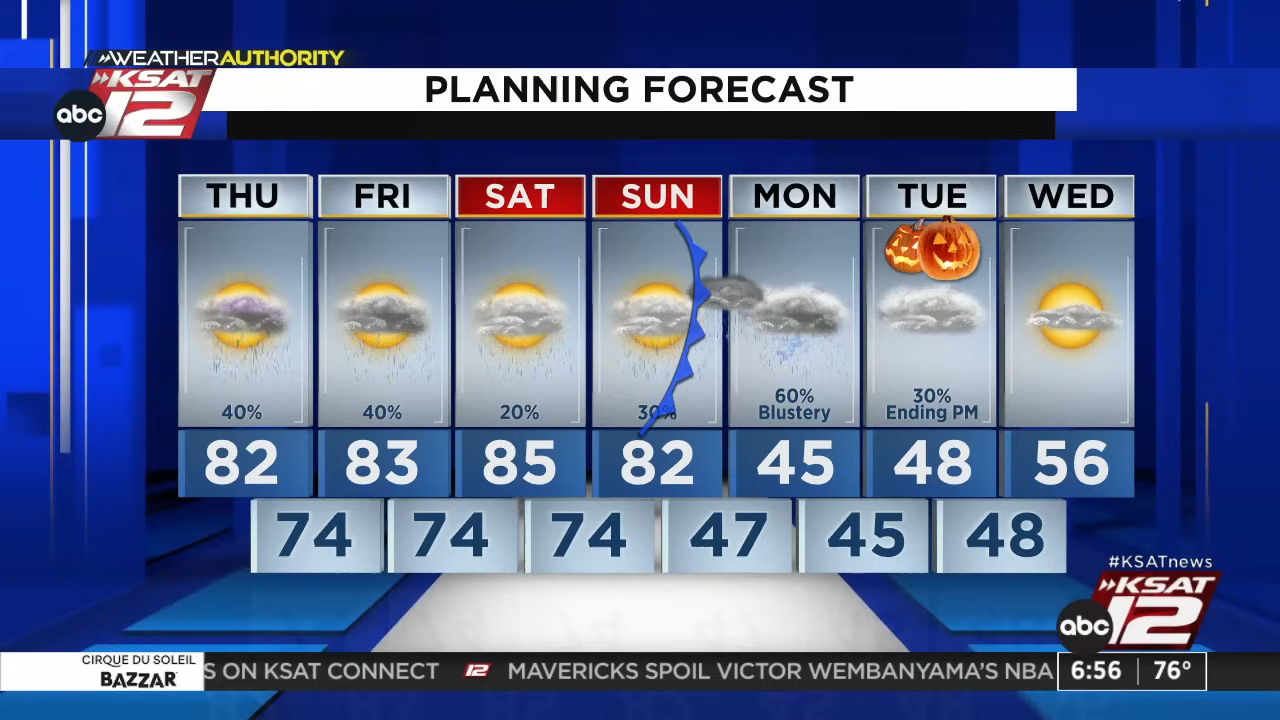 WEATHERAUTHORITY
KSAT
abc
12
PLANNING FORECAST
THU FRI SAT SUN MON TUE WED
40% 40% 20% 30% 60% 30%
Blustery Ending PM
82 83 85 82 45 48 56
74 74 74 47 45 48
#KSATnews
KSAT
abc
12
CIRQUE DU SOLEIL
BAZZAR
S ON KSAT CONNECT 12 MAVERICKS SPOIL VICTOR WEMBANYAMA'S NBA
6:56 76°